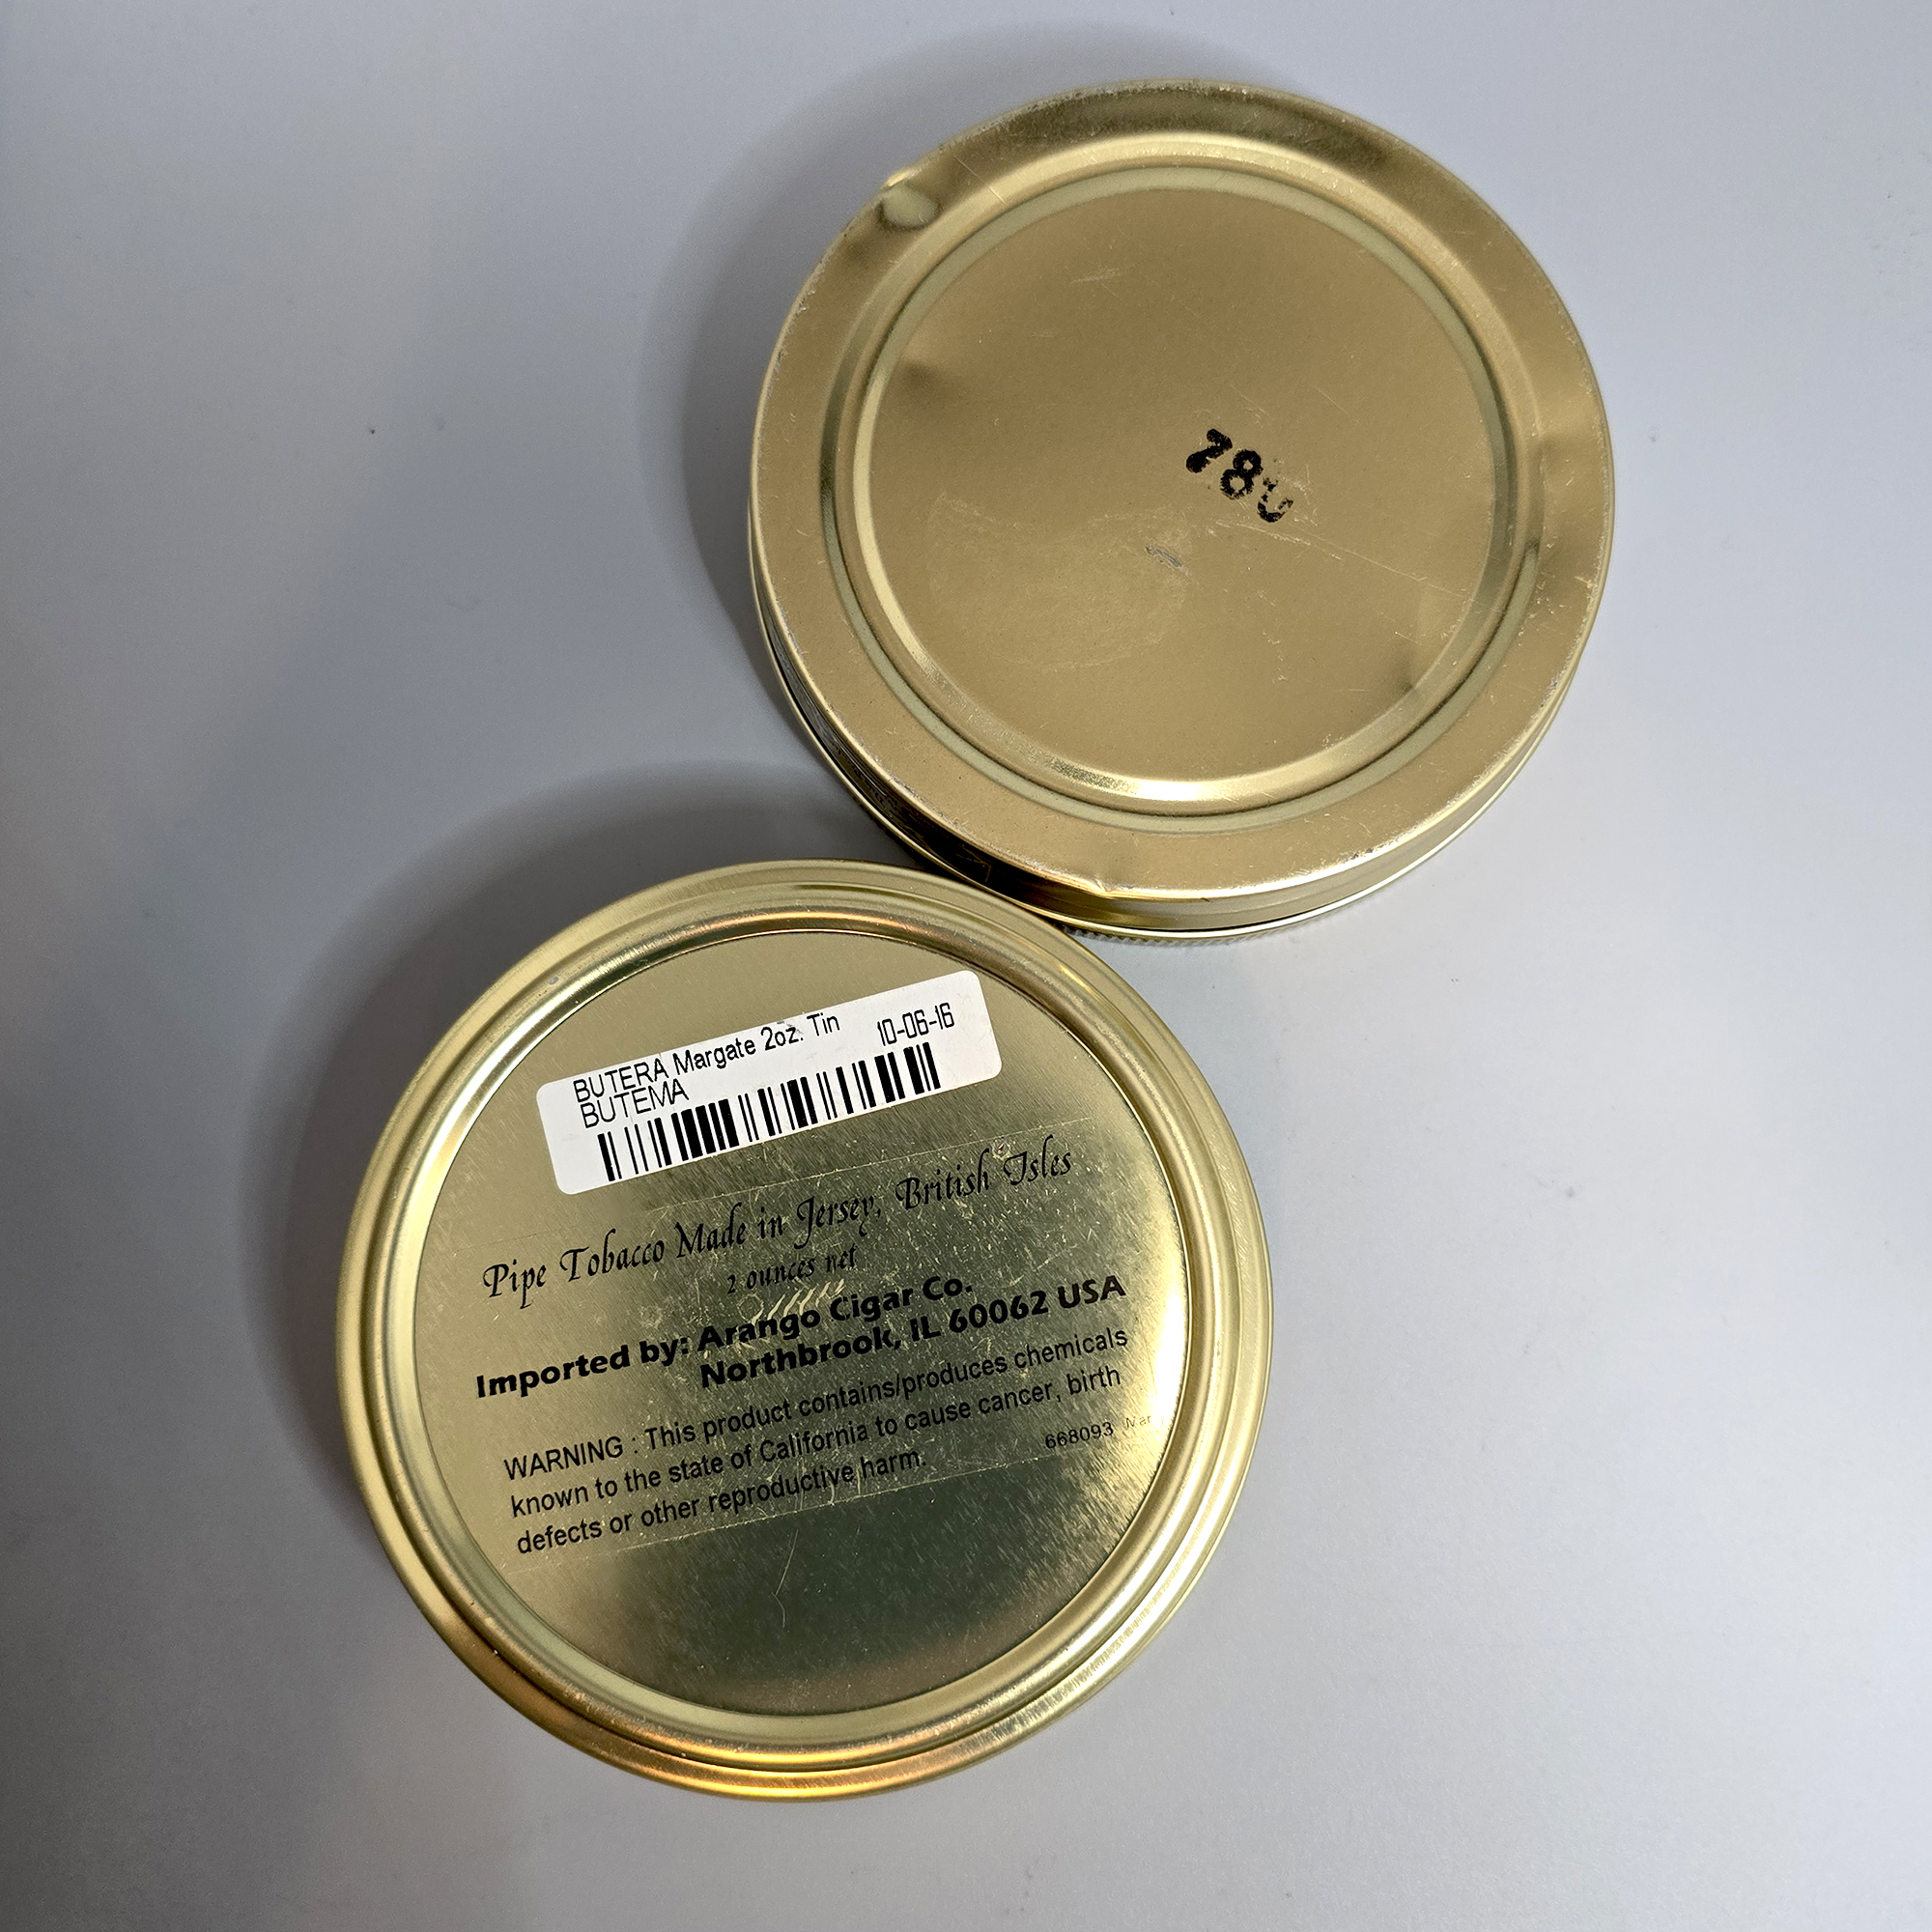 BUTERA Margate 2oz. Tin 10-06-16
BUTEMA
Pipe Tobacco Made in Jersey, British Isles
2 ounces net
Imported by: Arango Cigar Co.
Northbrook, IL 60062 USA
WARNING : This product contains/produces chemicals
known to the state of California to cause cancer, birth
defects or other reproductive harm.
668093 Mar